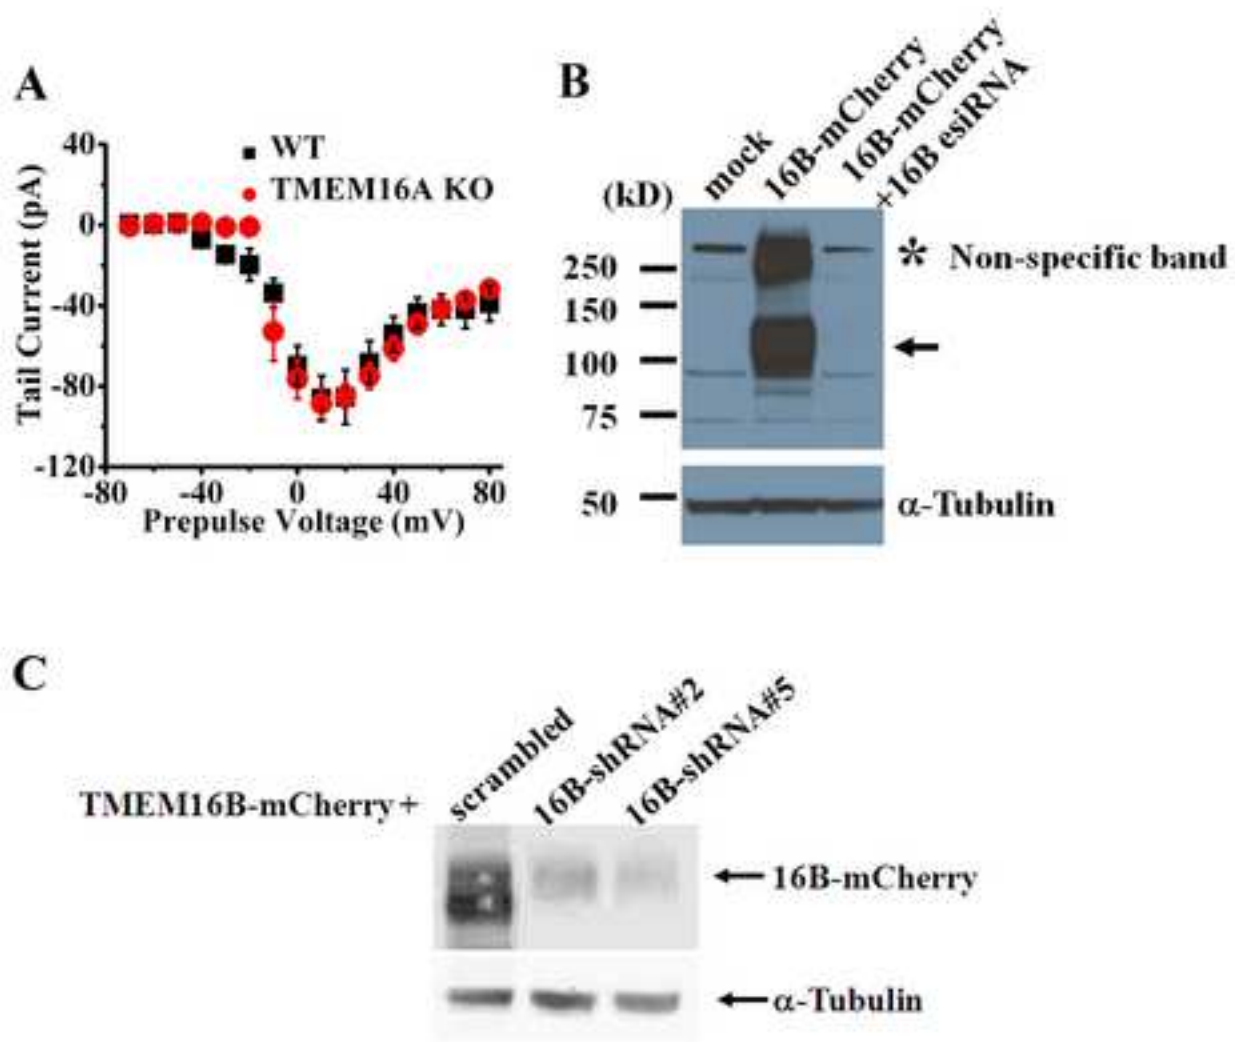 A
WT
TMEM16A KO
40
0
-40
-80
-120
Tail Current (pA)
-80 -40 0 40 80
Prepulse Voltage (mV)
B
mock
16B-mCherry
16B-mCherry
+16B esiRNA
(kD)
250
150
100
75
50
* Non-specific band
α-Tubulin
C
TMEM16B-mCherry +
scrambled
16B-shRNA#2
16B-shRNA#5
16B-mCherry
α-Tubulin